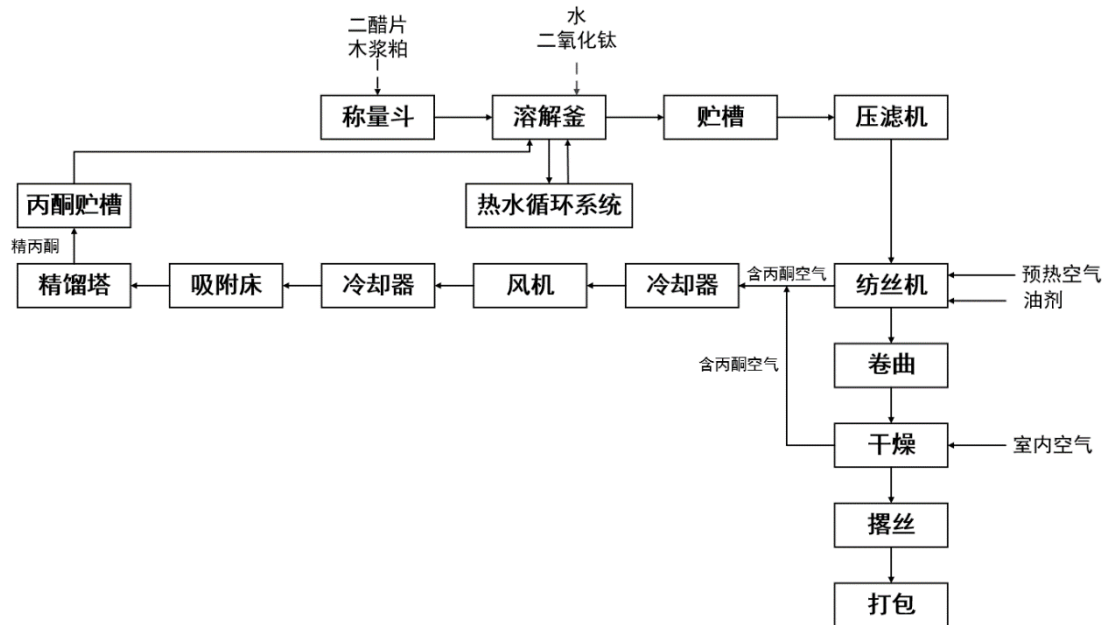 二醋片
木浆粕
水
二氧化钛
称量斗
溶解釜
贮槽
压滤机
丙酮贮槽
热水循环系统
精丙酮
精馏塔
吸附床
冷却器
风机
冷却器
含丙酮空气
纺丝机
预热空气
油剂
卷曲
含丙酮空气
干燥
室内空气
撂丝
打包